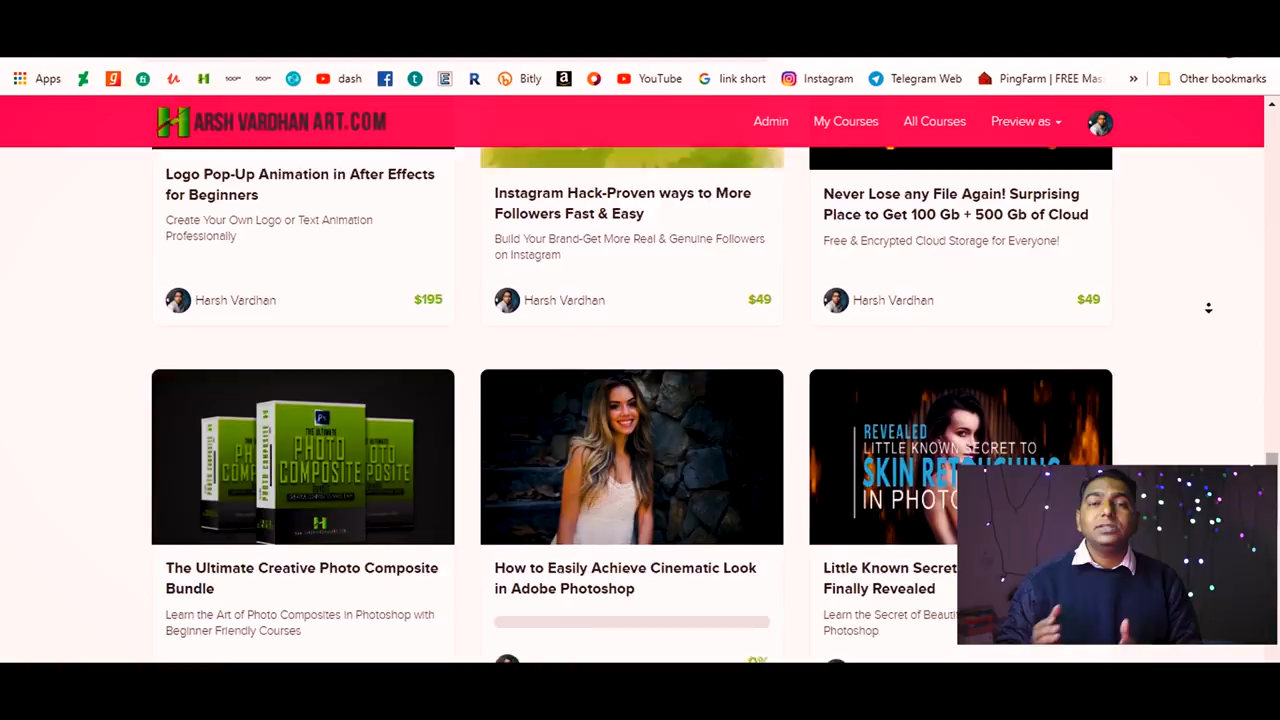 Apps
dash
Bitly
YouTube
link short
Instagram
Telegram Web
PingFarm | FREE Mas
»
Other bookmarks
HARSH VARDHAN ART.COM
Admin
My Courses
All Courses
Preview as
Logo Pop-Up Animation in After Effects
for Beginners
Create Your Own Logo or Text Animation
Professionally
Harsh Vardhan
$195
Instagram Hack-Proven ways to More
Followers Fast & Easy
Build Your Brand-Get More Real & Genuine Followers
on Instagram
Harsh Vardhan
$49
Never Lose any File Again! Surprising
Place to Get 100 Gb + 500 Gb of Cloud
Free & Encrypted Cloud Storage for Everyone!
Harsh Vardhan
$49
THE ULTIMATE
PHOTO
COMPOSITE
The Ultimate Creative Photo Composite
Bundle
Learn the Art of Photo Composites in Photoshop with
Beginner Friendly Courses
How to Easily Achieve Cinematic Look
in Adobe Photoshop
0%
REVEALED
LITTLE KNOWN SECRET TO
SKIN RETOUCHING
IN PHOTO
Little Known Secre
Finally Revealed
Learn the Secret of Beau
Photoshop